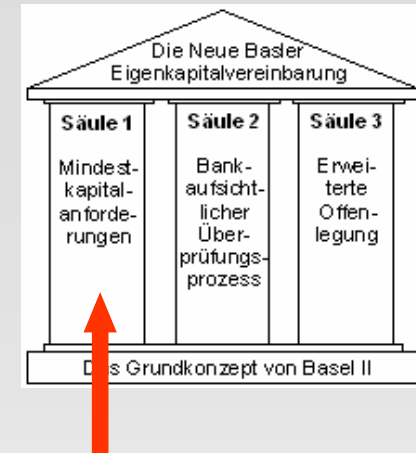 Die Neue Basler
Eigenkapitalvereinbarung
Säule 1
Mindest-
kapital-
anforde-
rungen
Säule 2
Bank-
aufsicht-
licher
Über-
prüfungs-
prozess
Säule 3
Erwei-
terte
Offen-
legung
Das Grundkonzept von Basel II